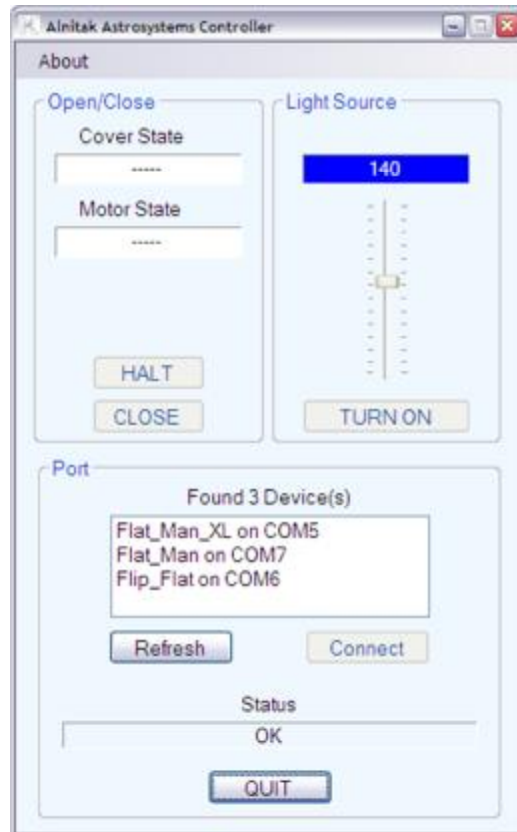 Alnitak Astrosystems Controller
About
Open/Close
Cover State
-----
Motor State
-----
HALT
CLOSE
Light Source
140
TURN ON
Port
Found 3 Device(s)
Flat_Man_XL on COM5
Flat_Man on COM7
Flip_Flat on COM6
Refresh
Connect
Status
OK
QUIT